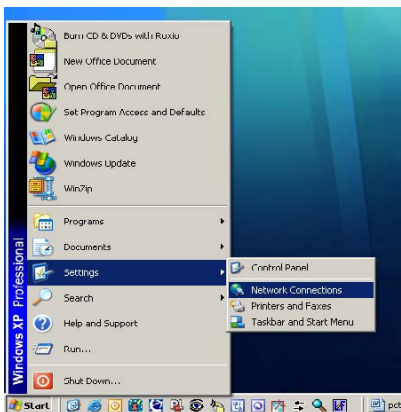 Burn CD & DVDs with Roxio
New Office Document
Open Office Document
Set Program Access and Defaults
Windows Catalog
Windows Update
WinZip
Programs
Documents
Settings
Search
Help and Support
Run...
Shut Down...
Windows XP Professional
Control Panel
Network Connections
Printers and Faxes
Taskbar and Start Menu
Start
pct